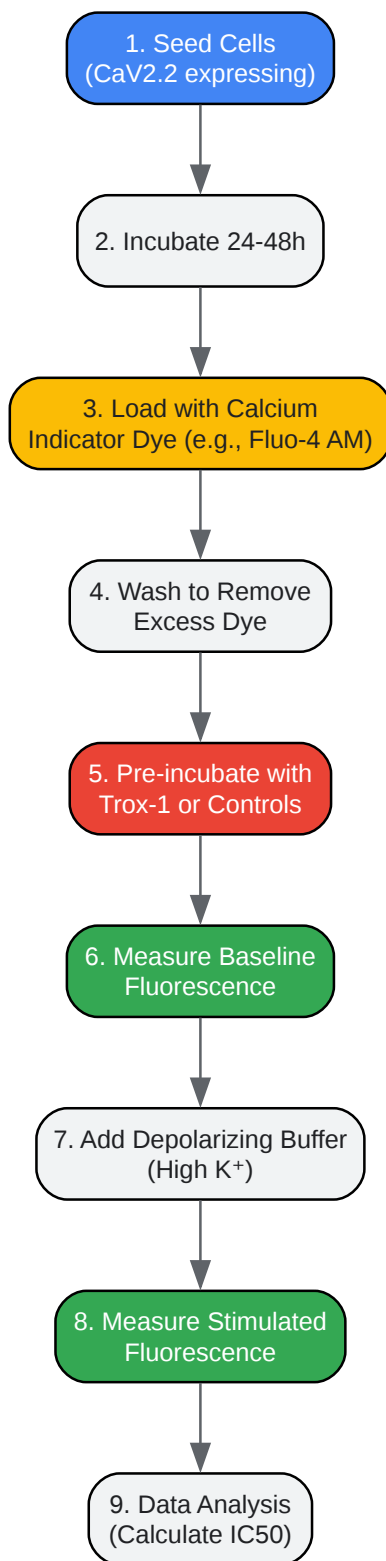 1. Seed Cells
(CaV2.2 expressing)
2. Incubate 24-48h
3. Load with Calcium
Indicator Dye (e.g., Fluo-4 AM)
4. Wash to Remove
Excess Dye
5. Pre-incubate with
Trox-1 or Controls
6. Measure Baseline
Fluorescence
7. Add Depolarizing Buffer
(High K⁺)
8. Measure Stimulated
Fluorescence
9. Data Analysis
(Calculate IC50)